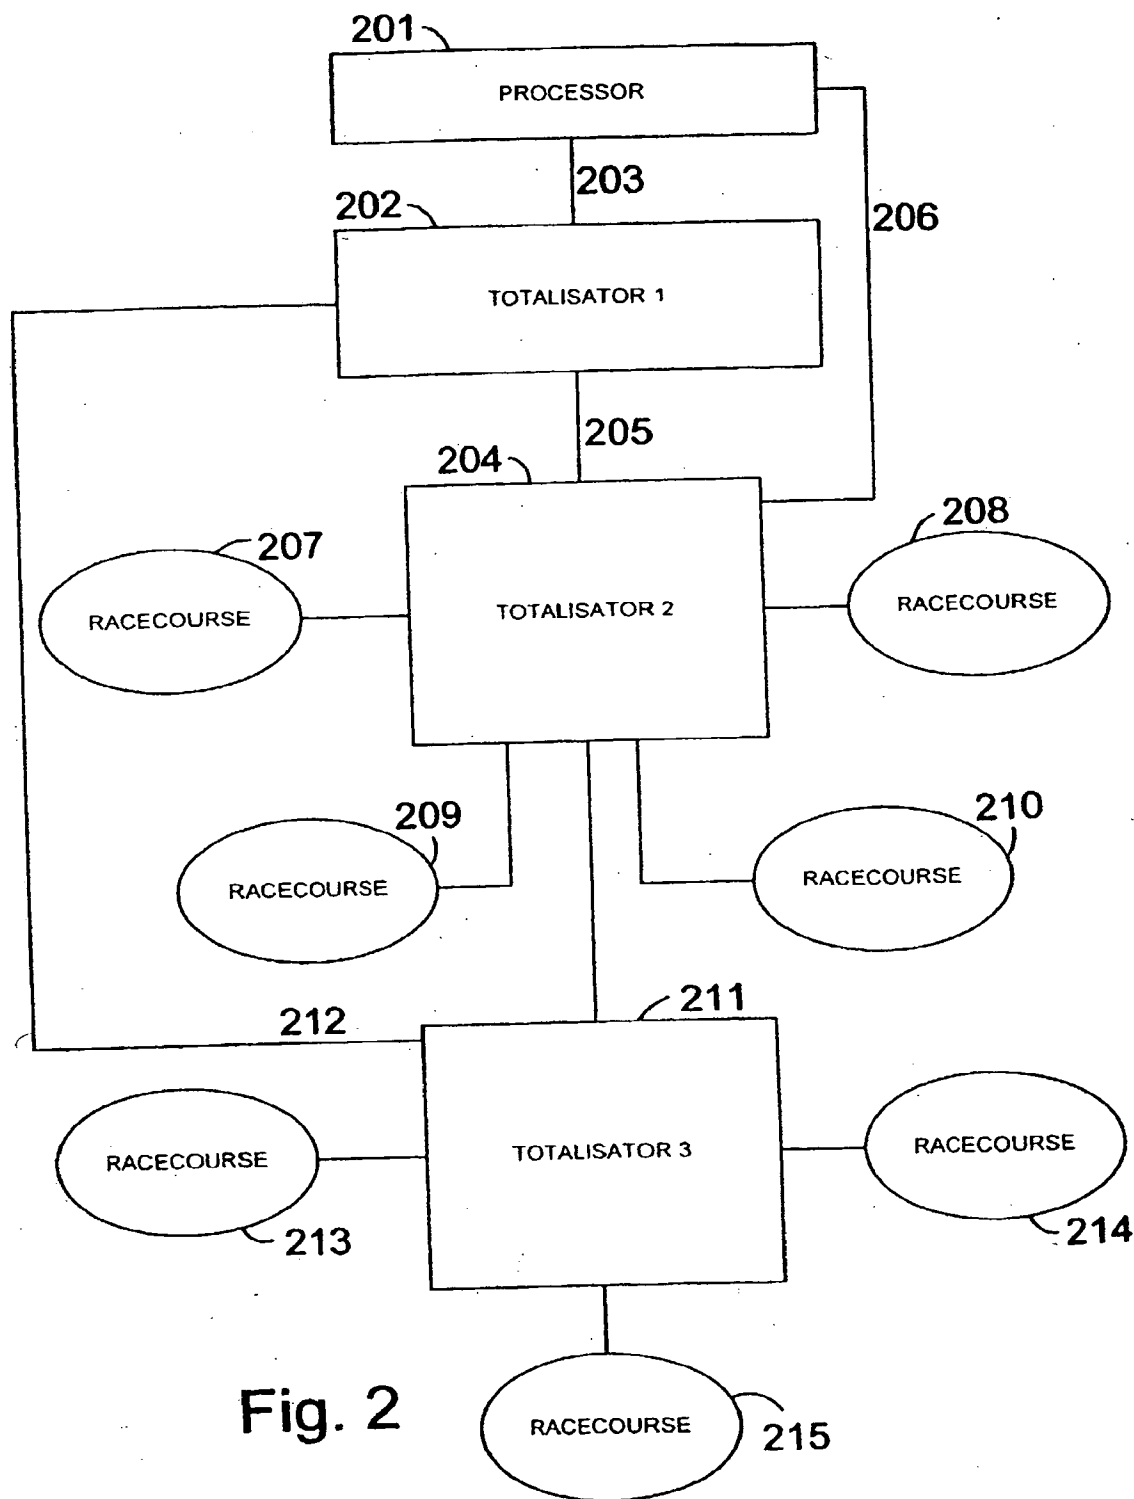 201
PROCESSOR
203
202
206
TOTALISATOR 1
205
204
208
207
TOTALISATOR 2
RACECOURSE
RACECOURSE
209
210
RACECOURSE
RACECOURSE
211
212
RACECOURSE
TOTALISATOR 3
RACECOURSE
213
214
Fig. 2
RACECOURSE
215